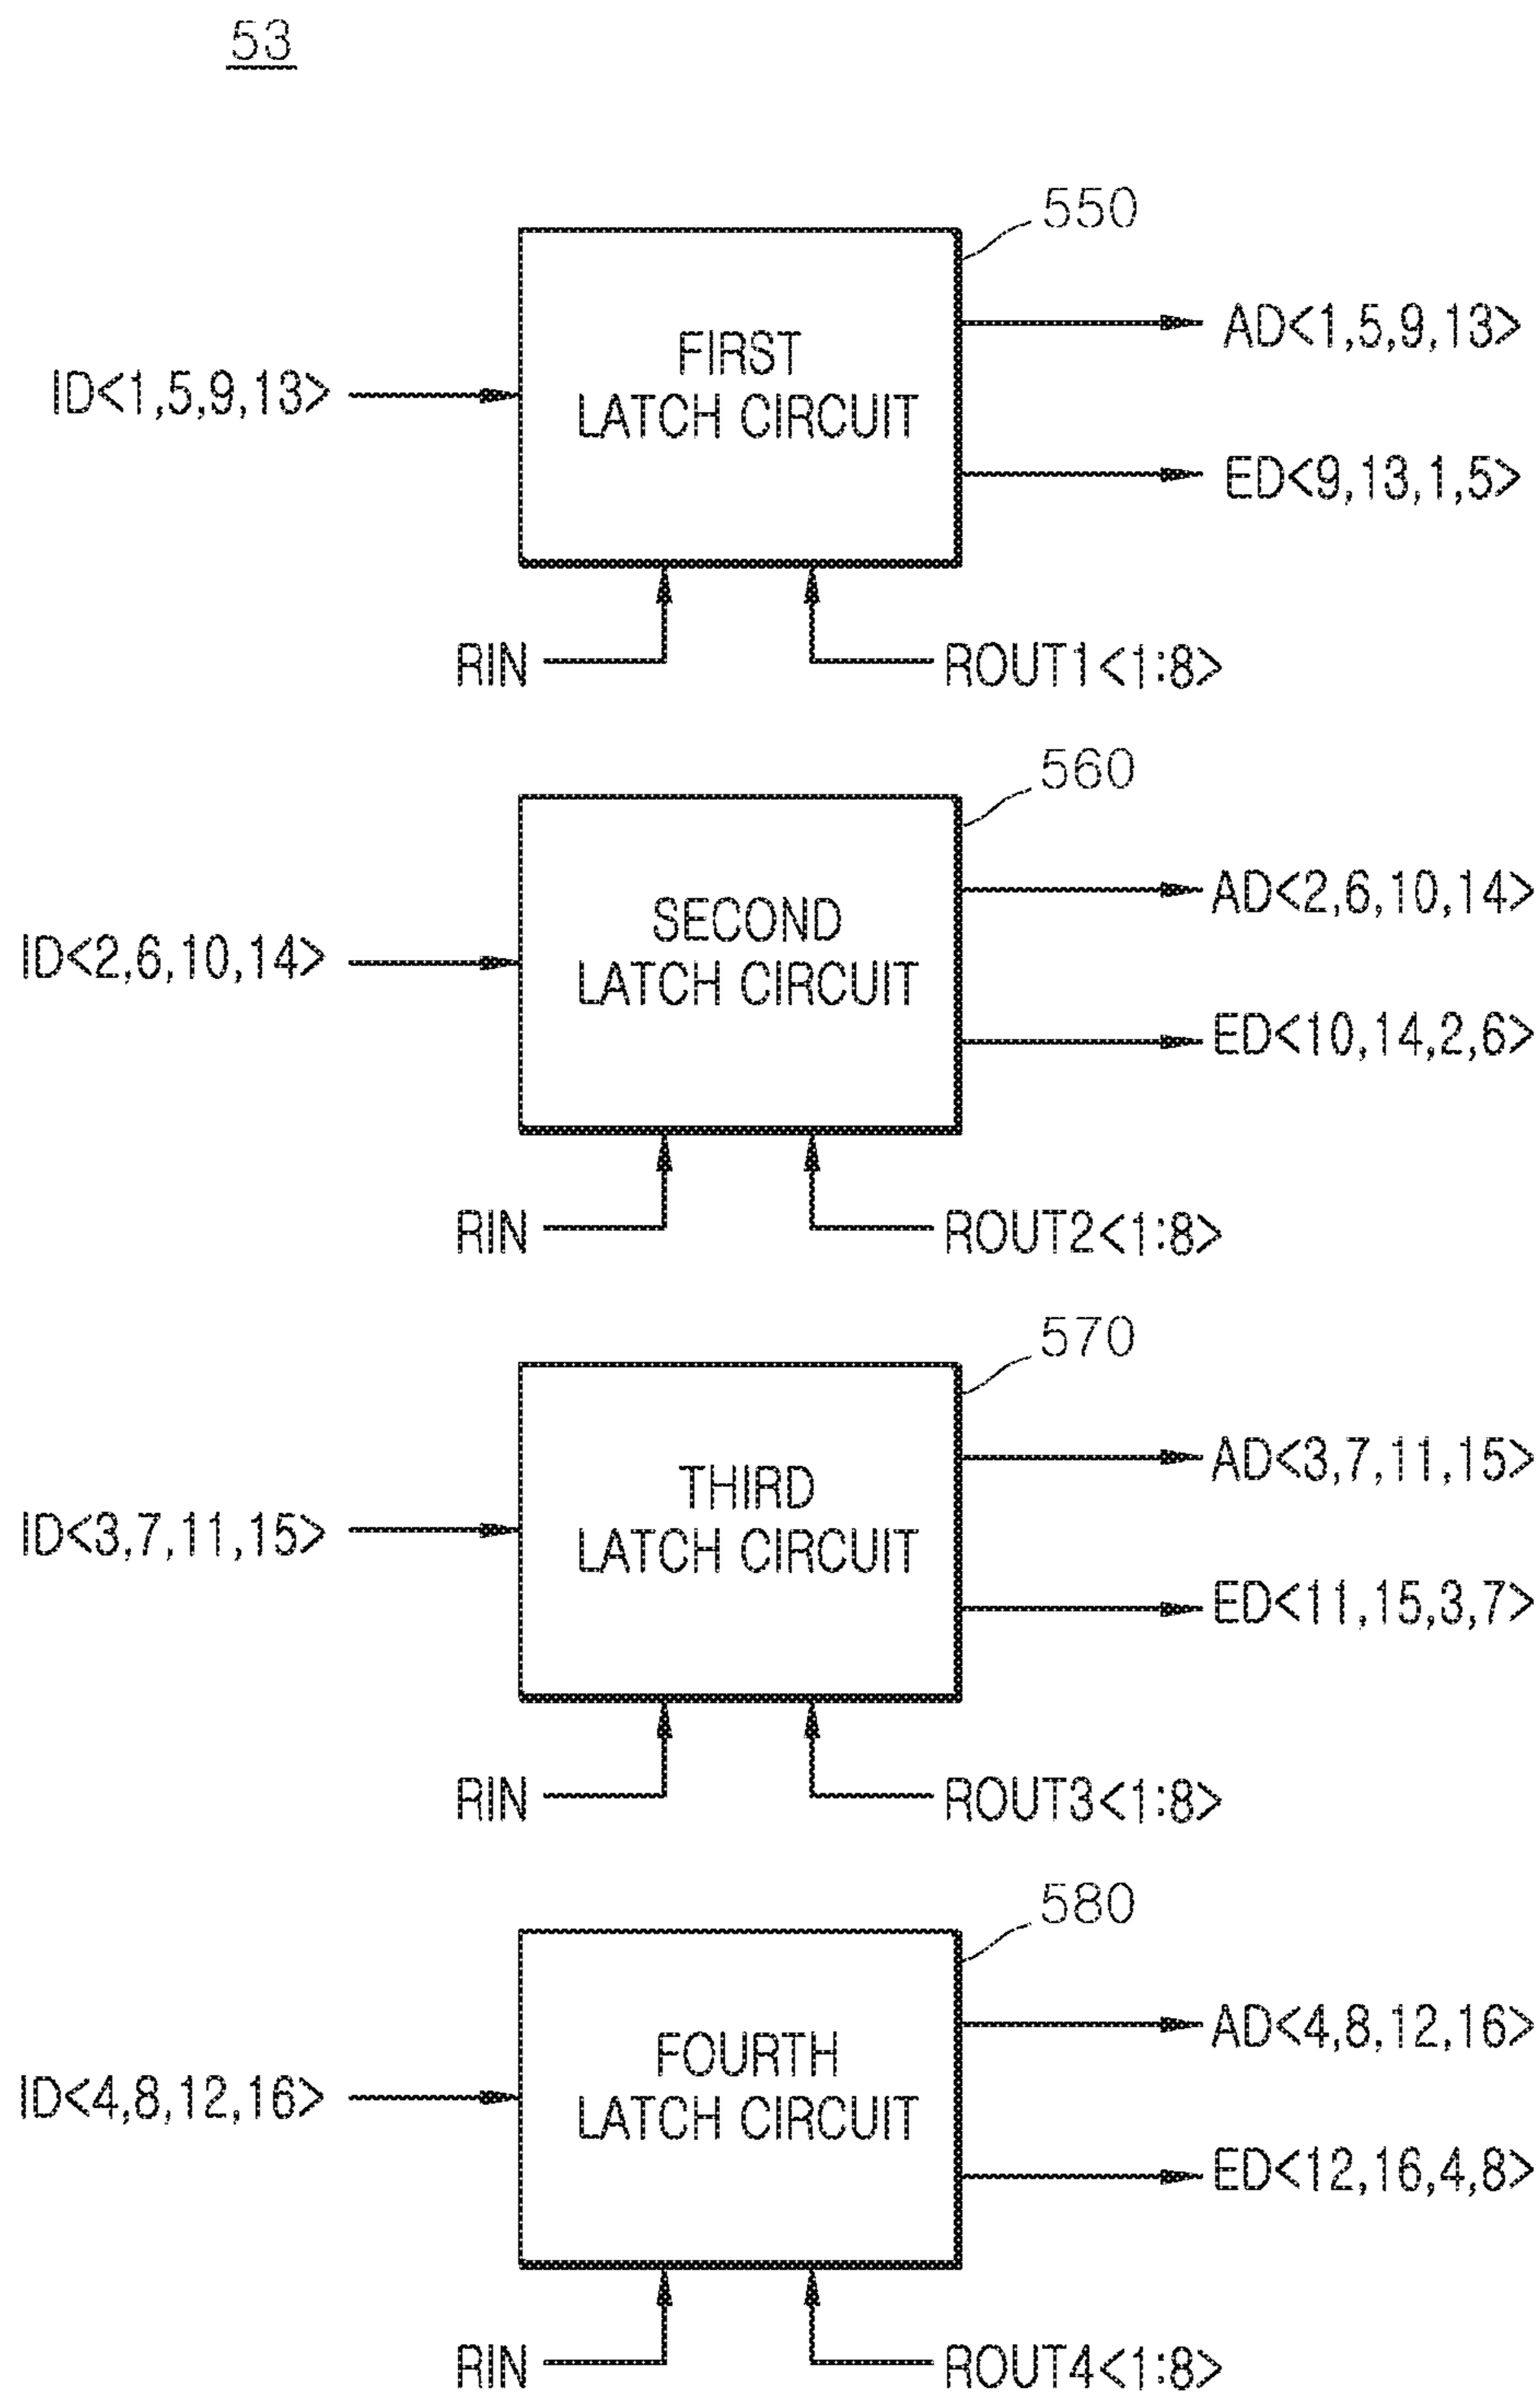 53
550
FIRST
LATCH CIRCUIT
ID<1,5,9,13>
AD<1,5,9,13>
ED<9,13,1,5>
RIN
ROUT1<1:8>
560
SECOND
LATCH CIRCUIT
ID<2,6,10,14>
AD<2,6,10,14>
ED<10,14,2,6>
RIN
ROUT2<1:8>
570
THIRD
LATCH CIRCUIT
ID<3,7,11,15>
AD<3,7,11,15>
ED<11,15,3,7>
RIN
ROUT3<1:8>
580
FOURTH
LATCH CIRCUIT
ID<4,8,12,16>
AD<4,8,12,16>
ED<12,16,4,8>
RIN
ROUT4<1:8>